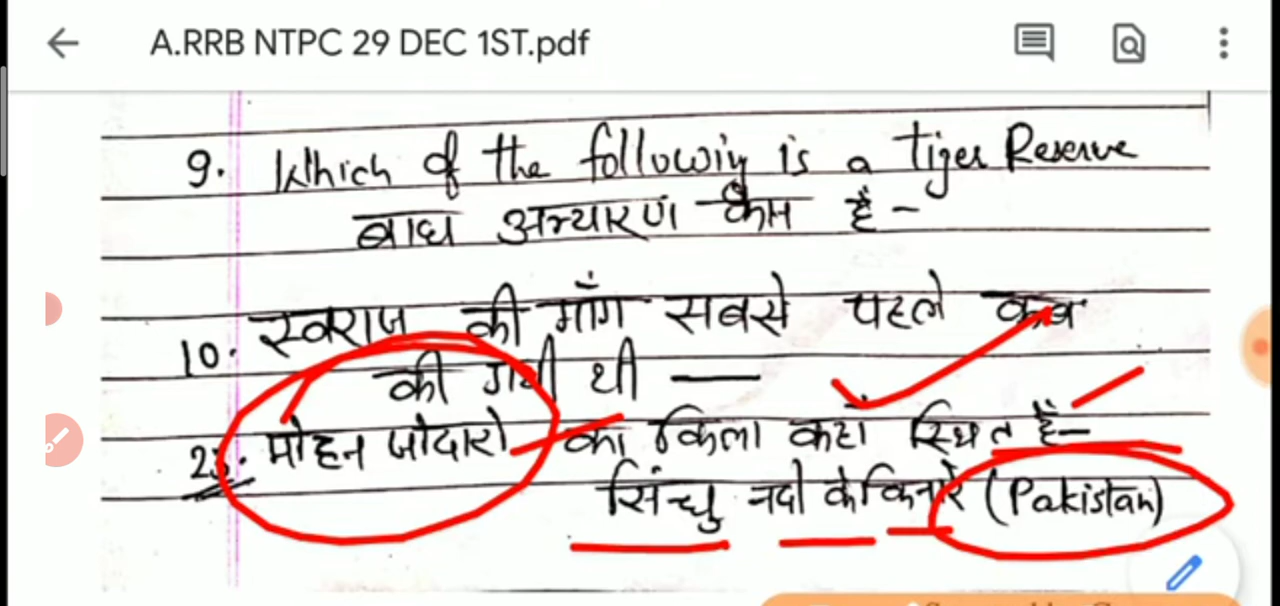 A.RRB NTPC 29 DEC 1ST.pdf
9. Which of the following is a Tiger Reserve
बाघ अभ्यारण कौन है -
स्वराज की माँग सबसे पहले कब
10. की गयी थी —
23. मोहन जोदारो का किला कहाँ स्थित है-
सिन्धु नदी के किनारे (Pakistan)